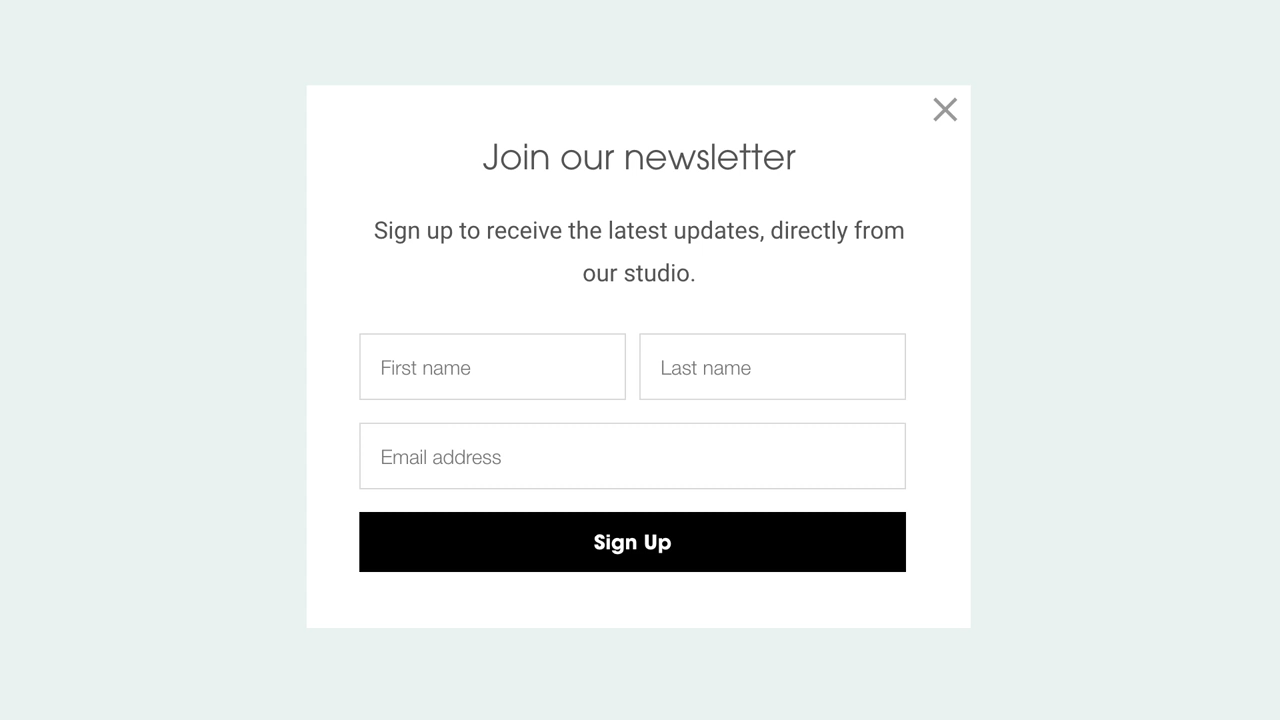 Join our newsletter
Sign up to receive the latest updates, directly from
our studio.
First name
Last name
Email address
Sign Up